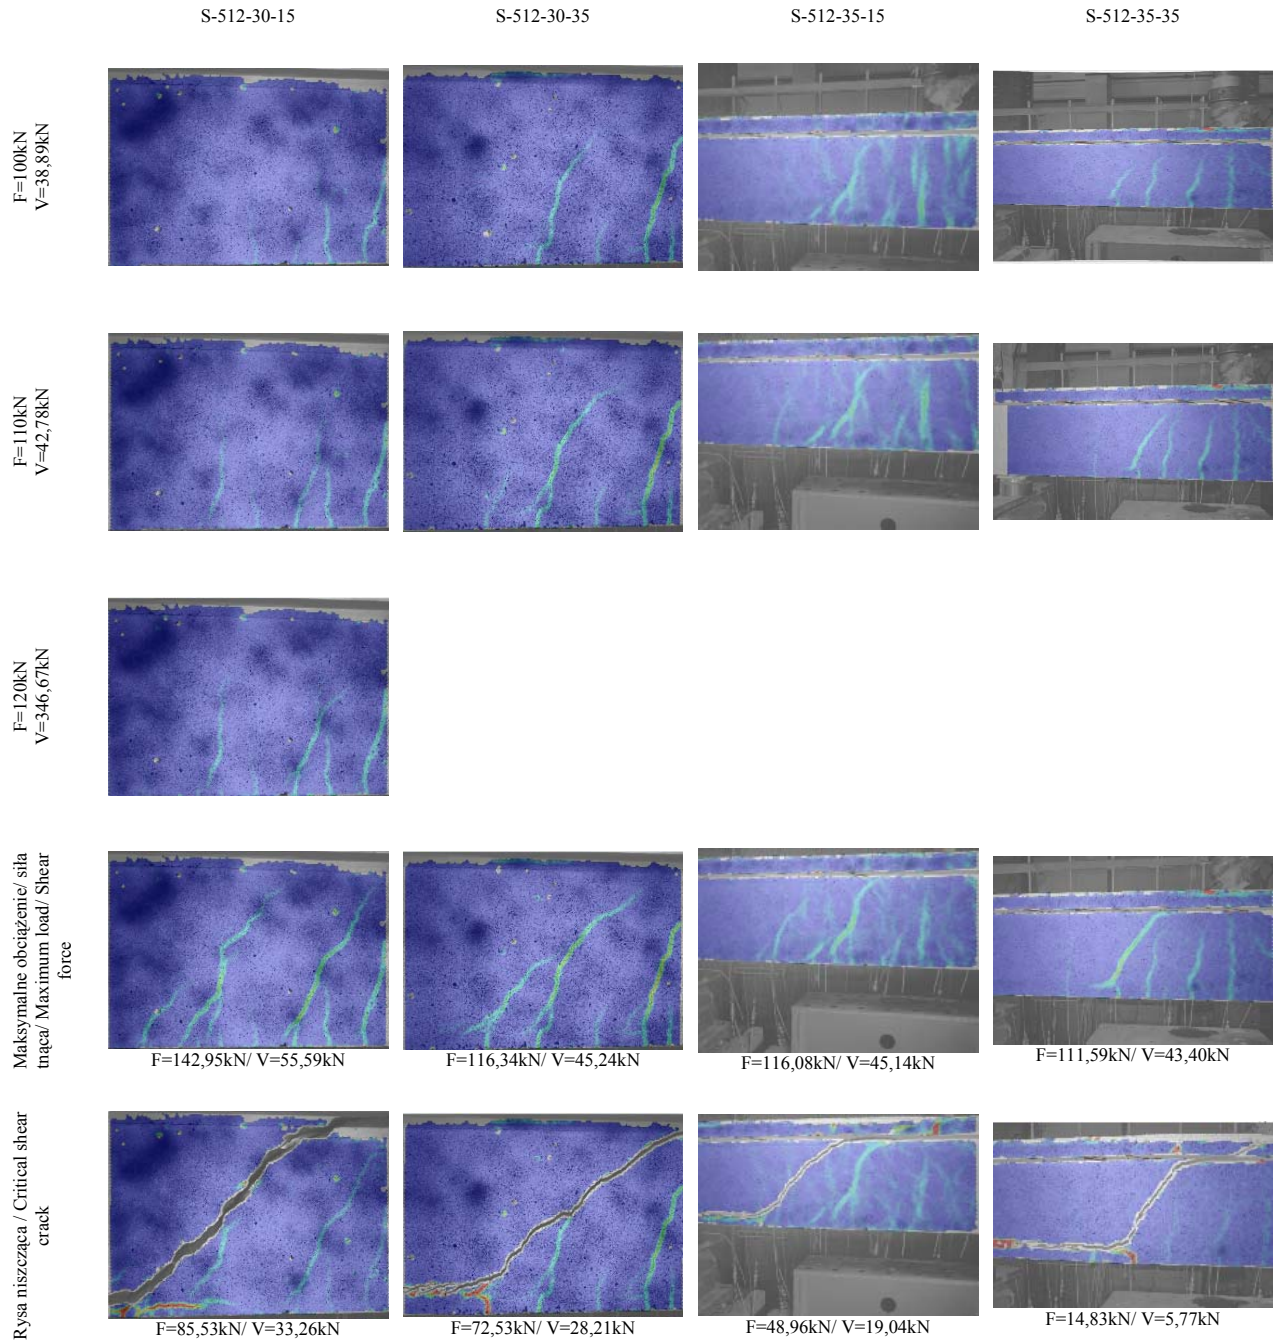 S-512-30-15
S-512-30-35
S-512-35-15
S-512-35-35
F=100kN
V=38,89kN
F=110kN
V=42,78kN
F=120kN
V=346,67kN
Maksymalne obciążenie/ siła
tnąca/ Maximum load/ Shear
force
F=142,95kN/ V=55,59kN
F=116,34kN/ V=45,24kN
F=116,08kN/ V=45,14kN
F=111,59kN/ V=43,40kN
Rysa niszcząca / Critical shear
crack
F=85,53kN/ V=33,26kN
F=72,53kN/ V=28,21kN
F=48,96kN/ V=19,04kN
F=14,83kN/ V=5,77kN